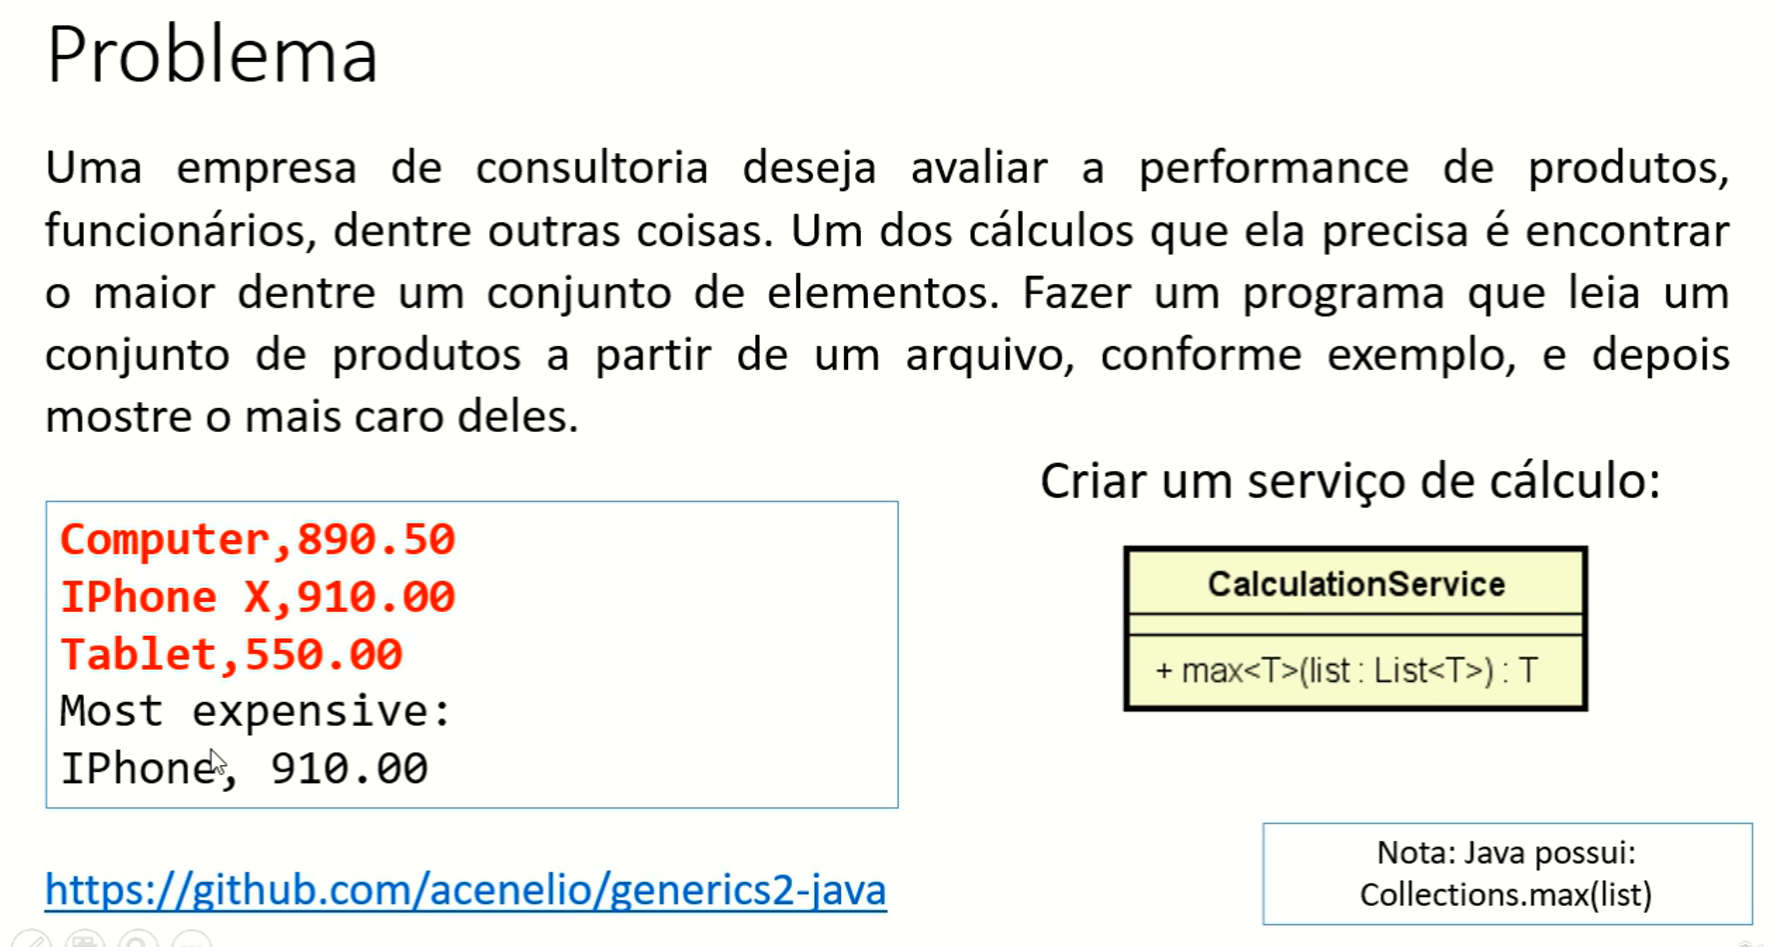 Problema
Uma empresa de consultoria deseja avaliar a performance de produtos,
funcionários, dentre outras coisas. Um dos cálculos que ela precisa é encontrar
o maior dentre um conjunto de elementos. Fazer um programa que leia um
conjunto de produtos a partir de um arquivo, conforme exemplo, e depois
mostre o mais caro deles.
Computer,890.50
IPhone X,910.00
Tablet,550.00
Most expensive:
IPhone, 910.00
https://github.com/acenelio/generics2-java
Criar um serviço de cálculo:
CalculationService
+ max<T>(list : List<T>) : T
Nota: Java possui:
Collections.max(list)